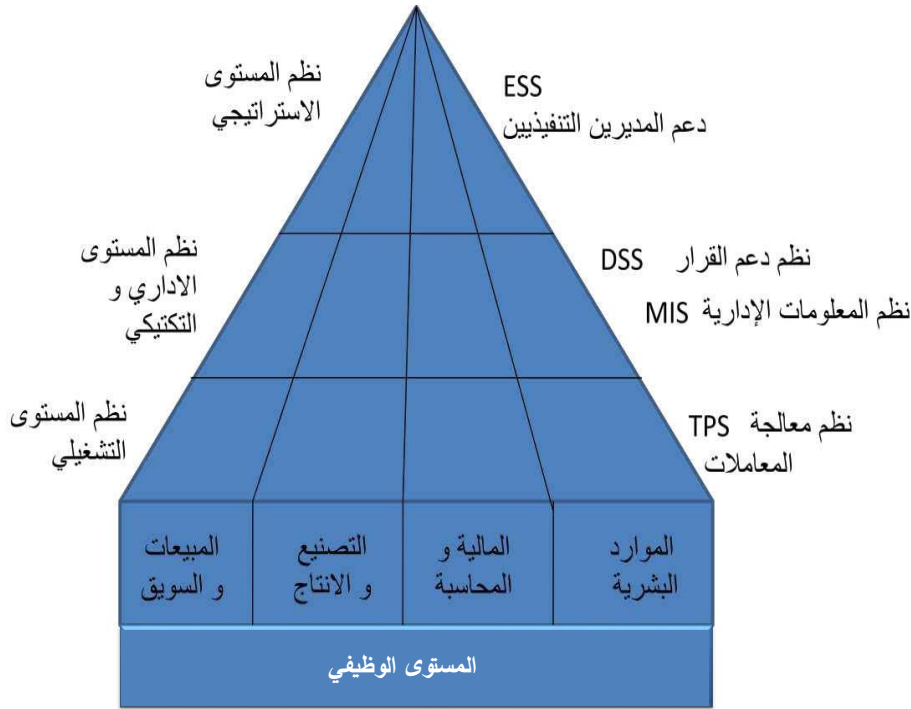 نظم المستوى
الاستراتيجي
ESS
دعم المديرين التنفيذيين
نظم المستوى
الاداري و
التكتيكي
نظم دعم القرار DSS
نظم المعلومات الإدارية MIS
نظم المستوى
التشغيلي
نظم معالجة TPS
المعاملات
الموارد
البشرية
المالية و
المحاسبة
التصنيع
و الانتاج
المبيعات
و السويق
المستوى الوظيفي